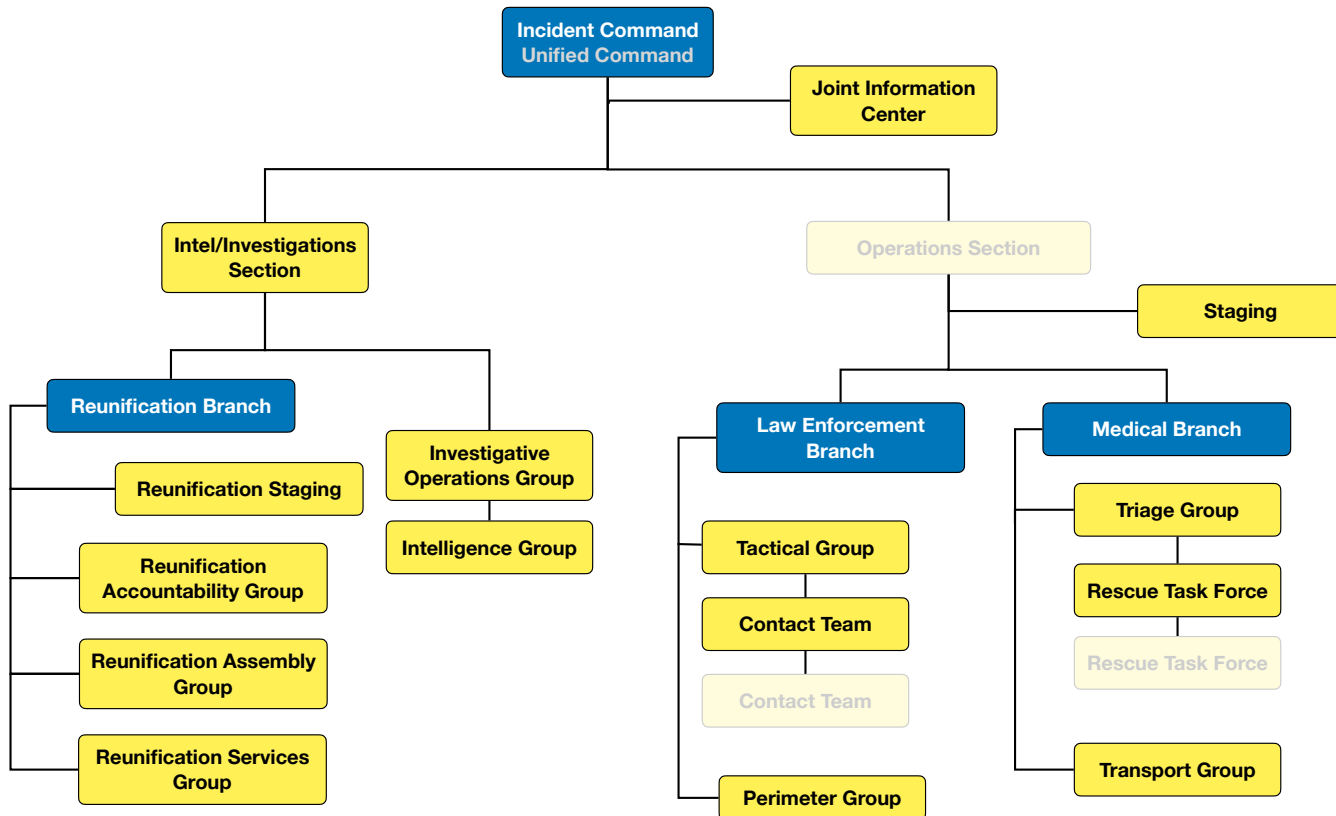 Incident Command
Unified Command
Joint Information
Center
Intel/Investigations
Section
Operations Section
Staging
Reunification Branch
Law Enforcement
Branch
Medical Branch
Investigative
Operations Group
Reunification Staging
Triage Group
Intelligence Group
Tactical Group
Reunification
Accountability Group
Rescue Task Force
Contact Team
Reunification Assembly
Group
Rescue Task Force
Contact Team
Reunification Services
Group
Transport Group
Perimeter Group